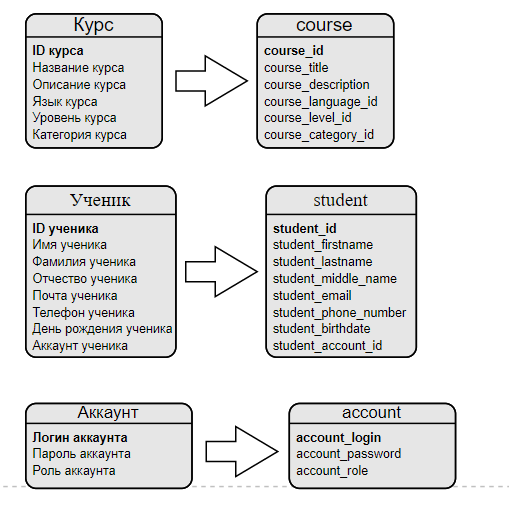 Курс
ID курса
Название курса
Описание курса
Язык курса
Уровень курса
Категория курса
course
course_id
course_title
course_description
course_language_id
course_level_id
course_category_id
Ученик
ID ученика
Имя ученика
Фамилия ученика
Отчество ученика
Почта ученика
Телефон ученика
День рождения ученика
Аккаунт ученика
student
student_id
student_firstname
student_lastname
student_middle_name
student_email
student_phone_number
student_birthdate
student_account_id
Аккаунт
Логин аккаунта
Пароль аккаунта
Роль аккаунта
account
account_login
account_password
account_role